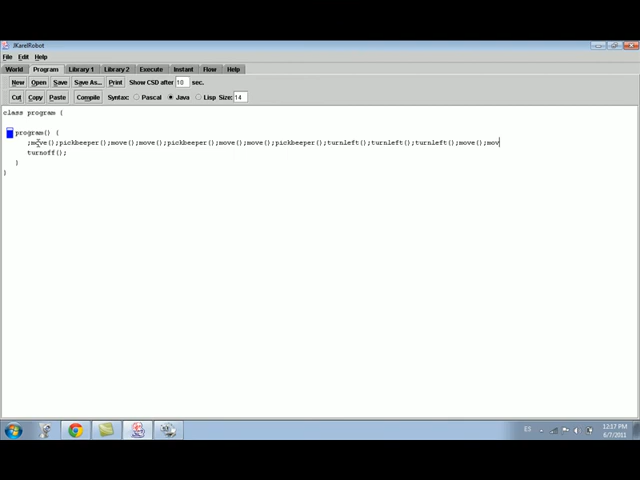 JKarelRobot
File Edit Help
World Program Library 1 Library 2 Execute Instant Flow Help
New Open Save Save As... Print Show CSD after 10 sec.
Cut Copy Paste Compile Syntax: Pascal Java Lisp Size: 14
class program {
program() {
;move();pickbeeper();move();move();pickbeeper();move();move();pickbeeper();turnleft();turnleft();turnleft();move();mov
turnoff();
}
}
ES
12:17 PM
6/7/2011